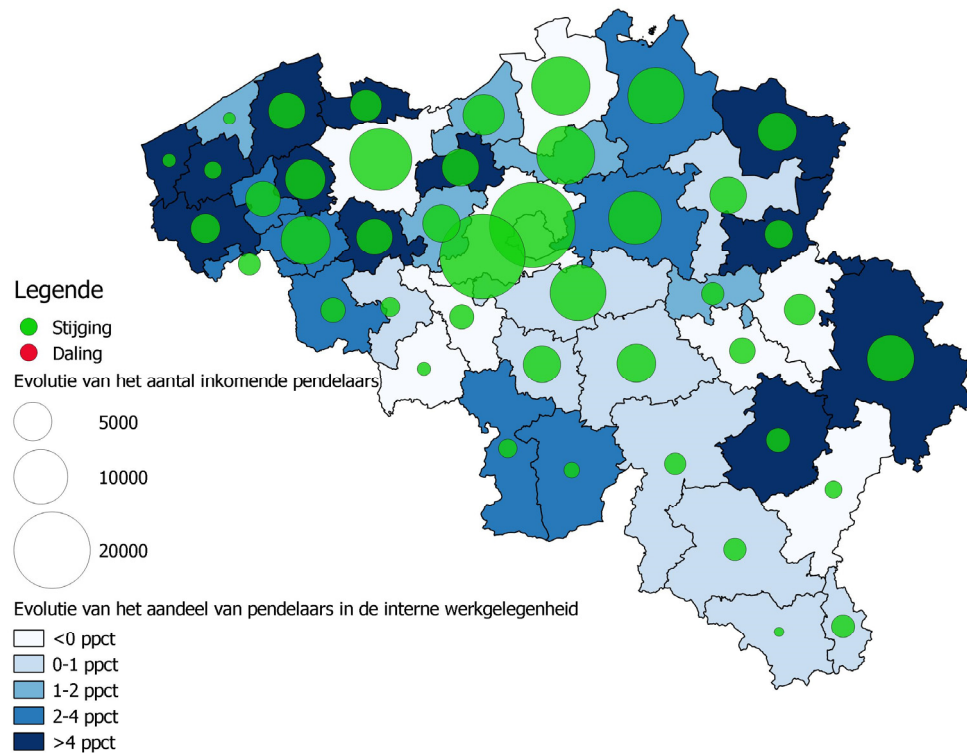 Legende
Stijging
Daling
Evolutie van het aantal inkomende pendelaars
5000
10000
20000
Evolutie van het aandeel van pendelaars in de interne werkgelegenheid
<0 ppct
0-1 ppct
1-2 ppct
2-4 ppct
>4 ppct